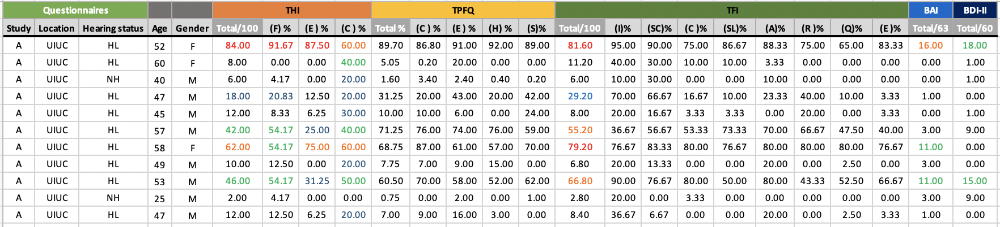 Questionnaires THI TPFQ TFI BAI BDI-II
Study Location Hearing status Age Gender Total/100 (F) % (E ) % (C ) % Total % (C ) % (E ) % (H) % (S)% Total/100 (I)% (SC)% (C )% (SL)% (A)% (R )% (Q)% (E )% Total/63 Total/60
A UIUC HL 52 F 84.00 91.67 87.50 60.00 89.70 86.80 91.00 92.00 89.00 81.60 95.00 90.00 75.00 86.67 88.33 75.00 65.00 83.33 16.00 18.00
A UIUC HL 60 F 8.00 0.00 0.00 40.00 5.05 0.20 20.00 0.00 0.00 11.20 40.00 30.00 10.00 10.00 3.33 0.00 0.00 0.00 0.00 1.00
A UIUC NH 40 M 6.00 4.17 0.00 20.00 1.60 3.40 2.40 0.40 0.20 6.00 10.00 30.00 0.00 0.00 10.00 0.00 0.00 0.00 0.00 1.00
A UIUC HL 47 M 18.00 20.83 12.50 20.00 31.25 20.00 43.00 20.00 42.00 29.20 70.00 66.67 16.67 10.00 23.33 40.00 10.00 3.33 1.00 0.00
A UIUC HL 45 M 12.00 8.33 6.25 30.00 10.00 10.00 6.00 0.00 24.00 8.00 20.00 16.67 3.33 3.33 0.00 20.00 0.00 3.33 0.00 1.00
A UIUC HL 57 M 42.00 54.17 25.00 40.00 71.25 76.00 74.00 76.00 59.00 55.20 36.67 56.67 53.33 73.33 70.00 66.67 47.50 40.00 3.00 9.00
A UIUC HL 58 F 62.00 54.17 75.00 60.00 68.75 87.00 61.00 57.00 70.00 79.20 76.67 83.33 80.00 76.67 80.00 80.00 80.00 76.67 11.00 0.00
A UIUC HL 49 M 10.00 12.50 0.00 20.00 7.75 7.00 9.00 15.00 0.00 6.80 20.00 13.33 0.00 0.00 20.00 0.00 2.50 0.00 3.00 0.00
A UIUC HL 53 M 46.00 54.17 31.25 50.00 60.50 70.00 58.00 52.00 62.00 66.80 90.00 76.67 80.00 50.00 80.00 43.33 52.50 66.67 11.00 15.00
A UIUC NH 25 M 2.00 4.17 0.00 0.00 0.75 0.00 2.00 0.00 1.00 2.80 20.00 0.00 3.33 0.00 0.00 0.00 0.00 0.00 3.00 9.00
A UIUC HL 47 M 12.00 12.50 6.25 20.00 7.00 9.00 16.00 3.00 0.00 8.40 36.67 6.67 0.00 0.00 20.00 0.00 2.50 3.33 1.00 0.00